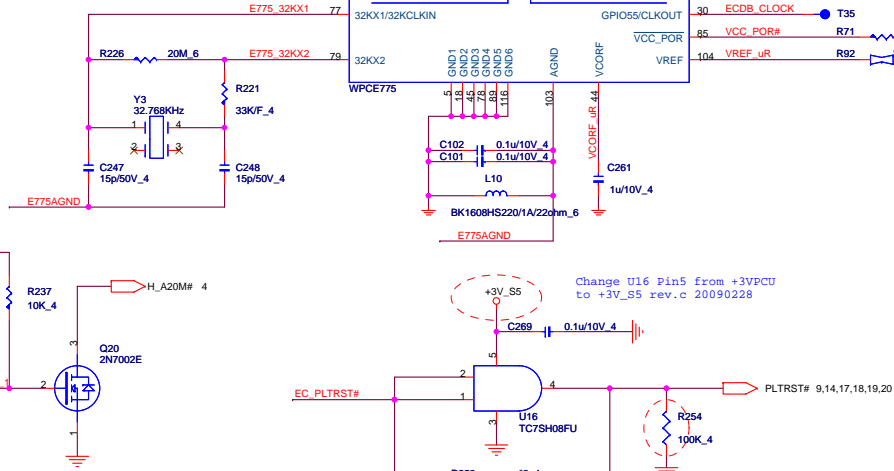 E775_32KX1 77 32KX1/32KCLKIN GPIO55/CLKOUT 30 ECDB_CLOCK T35
VCC_POR 85 VCC_POR# R71
R226 20M_6 E775_32KX2 79 32KX2 VREF 104 VREF_uR R92
GND1 GND2 GND3 GND4 GND5 GND6 AGND VCORF
WPCE775
R221
33K/F_4
5 18 45 78 89 116 103 44
Y3
32.768KHz
1 4
2 3
VCORF_uR
C102 0.1u/10V_4
C101 0.1u/10V_4
C247
15p/50V_4
C248
15p/50V_4
C261
1u/10V_4
L10
BK1608HS220/1A/22ohm_6
E775AGND
E775AGND
Change U16 Pin5 from +3VPCU
to +3V_S5 rev.c 20090228
R237
10K_4
H_A20M# 4
+3V_S5
C269 0.1u/10V_4
3
Q20
2N7002E
2
1
5
2
EC_PLTRST# 1
4
PLTRST# 9,14,17,18,19,20
3
U16
TC7SH08FU
R254
100K_4